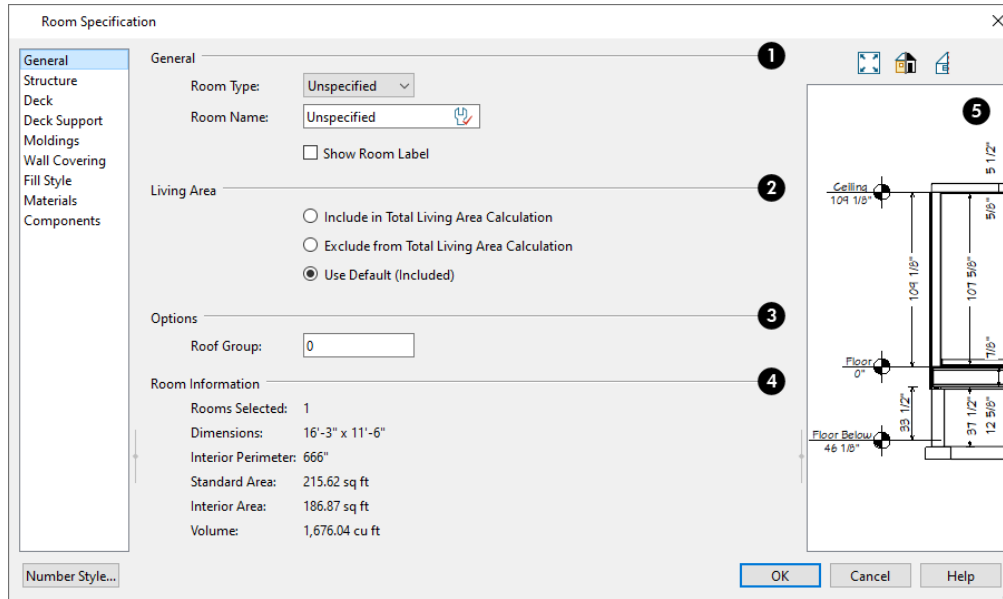 Room Specification
General
Structure
Deck
Deck Support
Moldings
Wall Covering
Fill Style
Materials
Components
General
1
Room Type: Unspecified
Room Name: Unspecified
Show Room Label
Living Area
2
Include in Total Living Area Calculation
Exclude from Total Living Area Calculation
Use Default (Included)
Options
3
Roof Group: 0
Room Information
4
Rooms Selected: 1
Dimensions: 16'-3" x 11'-6"
Interior Perimeter: 666"
Standard Area: 215.62 sq ft
Interior Area: 186.87 sq ft
Volume: 1,676.04 cu ft
5
5 1/2"
Ceiling
109 1/8"
5/8"
109 1/8"
107 5/8"
7/8"
Floor
0"
33 1/2"
37 1/2"
12 5/8"
Floor Below
46 1/8"
Number Style...
OK
Cancel
Help